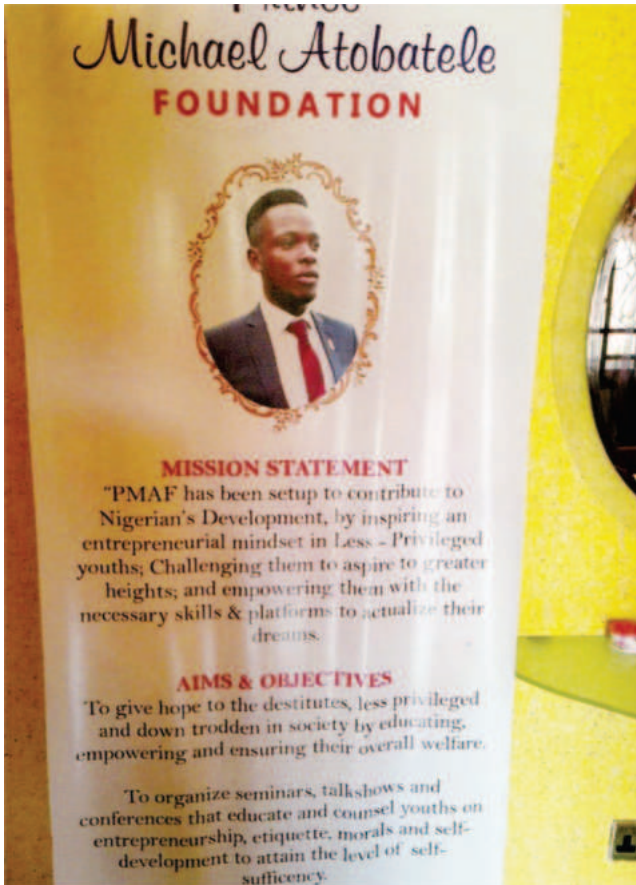 Michael Atobatele
FOUNDATION
MISSION STATEMENT
"PMAF has been setup to contribute to
Nigerian's Development, by inspiring an
entrepreneurial mindset in Less - Privileged
youths; Challenging them to aspire to greater
heights; and empowering them with the
necessary skills & platforms to actualize their
dreams.
AIMS & OBJECTIVES
To give hope to the destitutes, less privileged
and down trodden in society by educating,
empowering and ensuring their overall welfare.
To organize seminars, talkshows and
conferences that educate and counsel youths on
entrepreneurship, etiquette, morals and self-
development to attain the level of self-
sufficency.